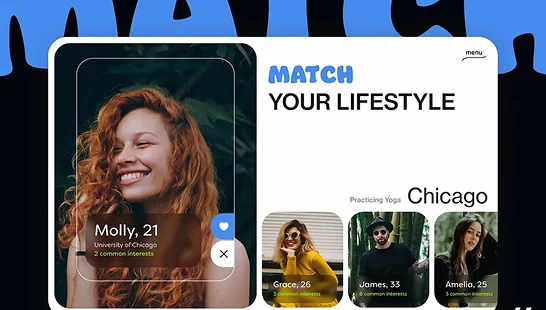 MATCH
menu
MATCH
YOUR LIFESTYLE
Practicing Yoga Chicago
Molly, 21
University of Chicago
2 common interests
Grace, 26
3 common interests
James, 33
common interests
Amelia, 25
3 common interests